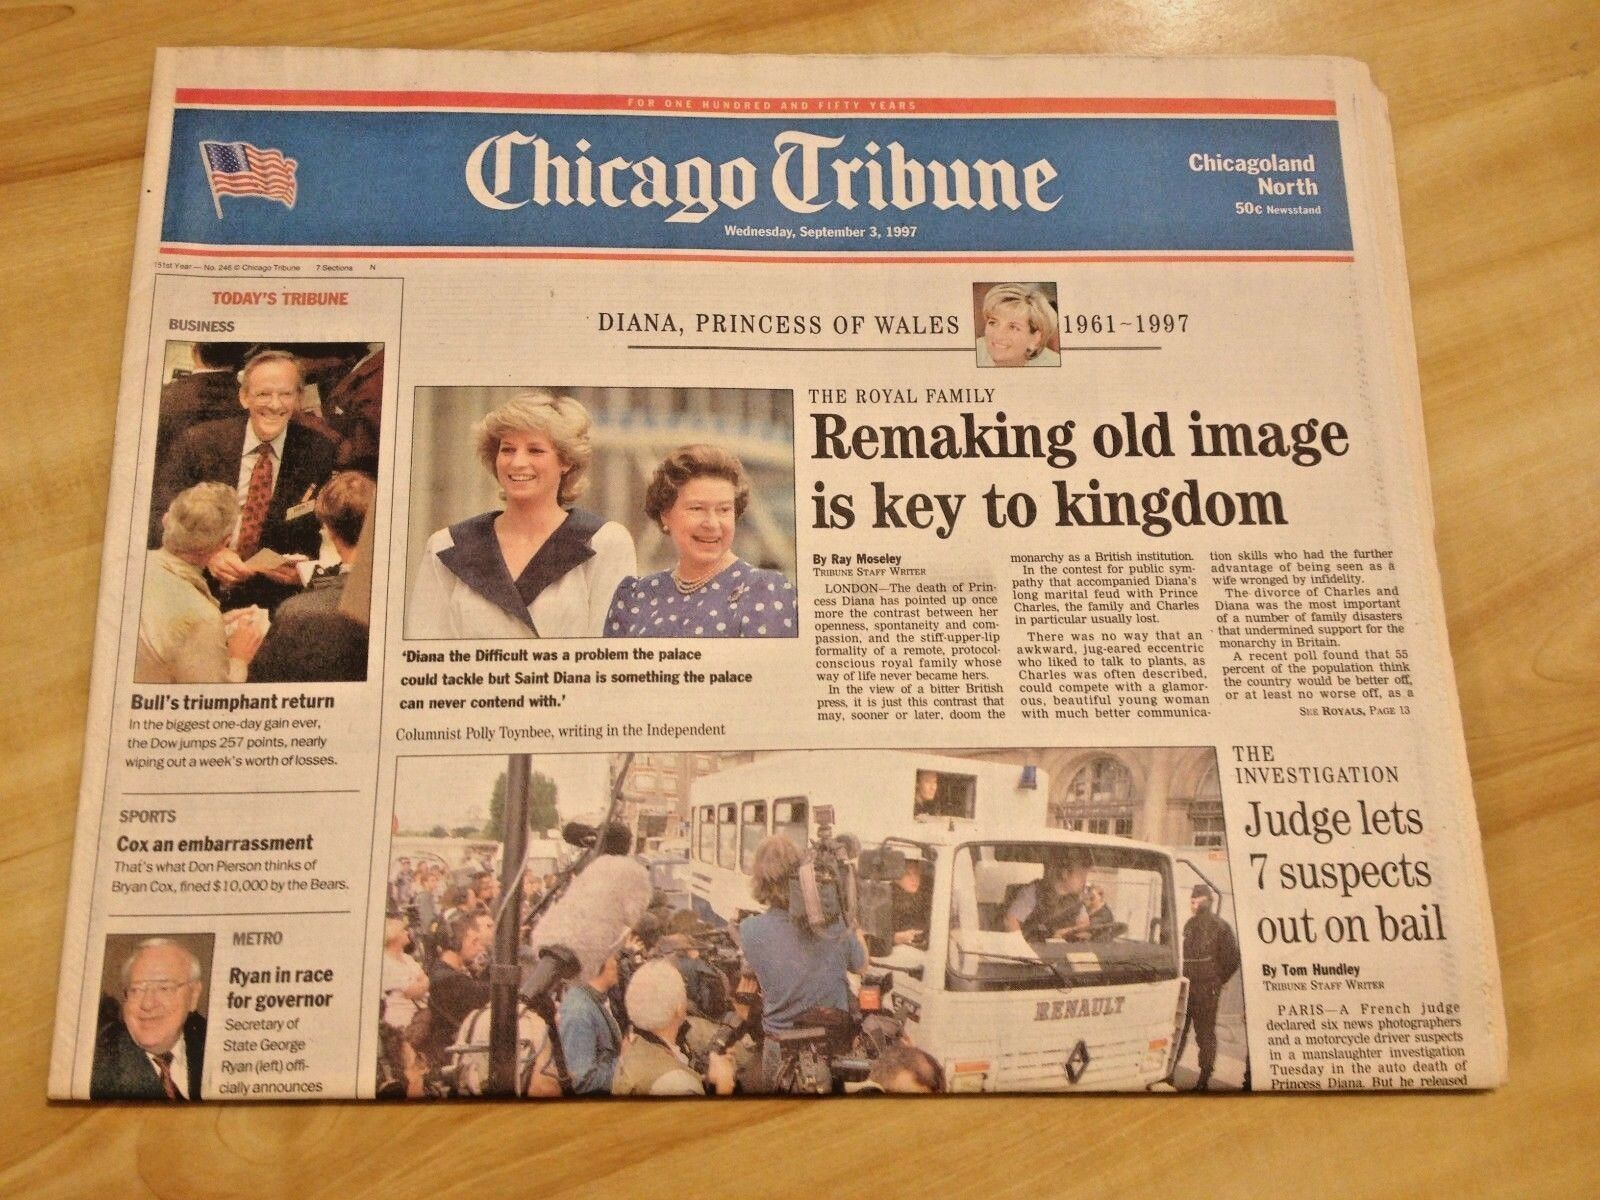 FOR ONE HUNDRED AND FIFTY YEARS
Chicago Tribune
Wednesday, September 3, 1997
Chicagoland
North
50c Newsstand
151st Year — No. 246 © Chicago Tribune 7 Sections N
TODAY'S TRIBUNE
BUSINESS
Bull's triumphant return
In the biggest one-day gain ever,
the Dow jumps 257 points, nearly
wiping out a week's worth of losses.
SPORTS
Cox an embarrassment
That's what Don Pierson thinks of
Bryan Cox, fined $10,000 by the Bears.
METRO
Ryan in race
for governor
Secretary of
State George
Ryan (left) offi-
cially announces
DIANA, PRINCESS OF WALES 1961~1997
'Diana the Difficult was a problem the palace
could tackle but Saint Diana is something the palace
can never contend with.'
Columnist Polly Toynbee, writing in the Independent
THE ROYAL FAMILY
Remaking old image
is key to kingdom
By Ray Moseley
TRIBUNE STAFF WRITER
LONDON—The death of Prin-
cess Diana has pointed up once
more the contrast between her
openness, spontaneity and com-
passion, and the stiff-upper-lip
formality of a remote, protocol-
conscious royal family whose
way of life never became hers.
In the view of a bitter British
press, it is just this contrast that
may, sooner or later, doom the
monarchy as a British institution.
In the contest for public sym-
pathy that accompanied Diana's
long marital feud with Prince
Charles, the family and Charles
in particular usually lost.
There was no way that an
awkward, jug-eared eccentric
who liked to talk to plants, as
Charles was often described,
could compete with a glamor-
ous, beautiful young woman
with much better communica-
tion skills who had the further
advantage of being seen as a
wife wronged by infidelity.
The divorce of Charles and
Diana was the most important
of a number of family disasters
that undermined support for the
monarchy in Britain.
A recent poll found that 55
percent of the population think
the country would be better off,
or at least no worse off, as a
SEE ROYALS, PAGE 13
RENAULT
THE
INVESTIGATION
Judge lets
7 suspects
out on bail
By Tom Hundley
TRIBUNE STAFF WRITER
PARIS—A French judge
declared six news photographers
and a motorcycle driver suspects
in a manslaughter investigation
Tuesday in the auto death of
Princess Diana. But he released